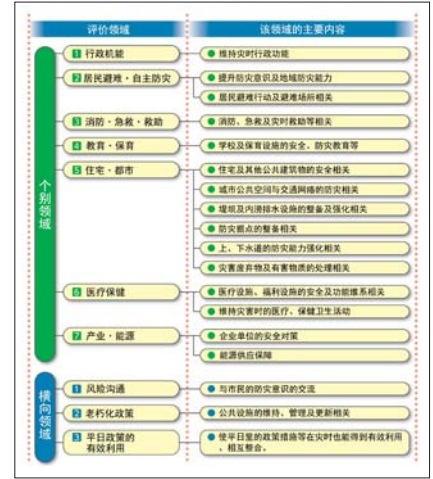 评价领域
该领域的主要内容
个别领域
1 行政机能
维持灾时行政功能
2 居民避难·自主防灾
提升防灾意识及地域防灾能力
居民避难行动及避难场所相关
3 消防·急救·救助
消防、急救及灾时救助等相关
4 教育·保育
学校及保育设施的安全、防灾教育等
5 住宅·都市
住宅及其他公共建筑物的安全相关
城市公共空间与交通网络的防灾相关
堤坝及内涝排水设施的整备及强化相关
防灾据点的整备相关
上、下水道的防灾能力强化相关
灾害废弃物及有害物质的处理相关
6 医疗保健
医疗设施、福利设施的安全及功能维系相关
维持灾害时的医疗、保健卫生活动
7 产业·能源
企业单位的安全对策
能源供应保障
横向领域
1 风险沟通
与市民的防灾意识的交流
2 老朽化政策
公共设施的维持、管理及更新相关
3 平日政策的
有效利用
使平日里的政策措施等在灾时也能得到有效利用
，相互整合。